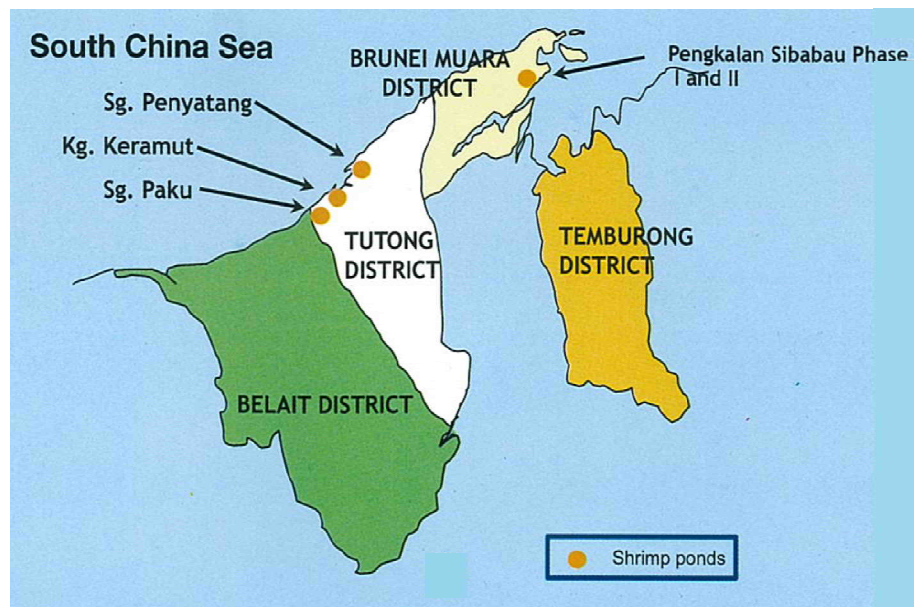 South China Sea
BRUNEI MUARA
DISTRICT
Pengkalan Sibabau Phase
I and II
Sg. Penyatang
Kg. Keramut
Sg. Paku
TUTONG
DISTRICT
TEMBURONG
DISTRICT
BELAIT DISTRICT
Shrimp ponds